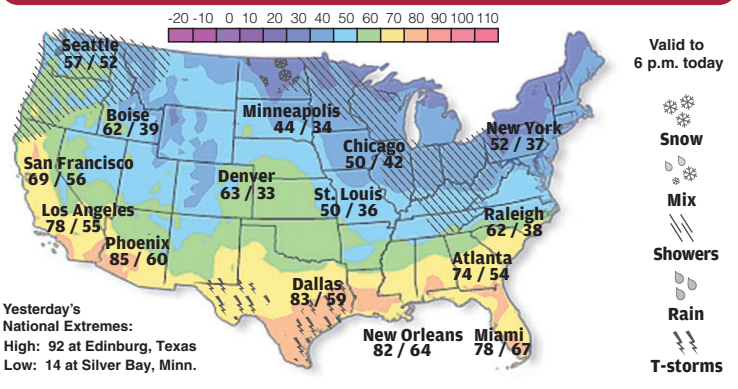 -20 -10 0 10 20 30 40 50 60 70 80 90 100 110
Seattle
57 / 52
Boise
62 / 39
Minneapolis
44 / 34
Chicago
50 / 42
New York
52 / 37
San Francisco
69 / 56
Denver
63 / 33
St. Louis
50 / 36
Los Angeles
78 / 55
Raleigh
62 / 38
Phoenix
85 / 60
Atlanta
74 / 54
Dallas
83 / 59
New Orleans
82 / 64
Miami
78 / 67
Yesterday's
National Extremes:
High: 92 at Edinburg, Texas
Low: 14 at Silver Bay, Minn.
Valid to
6 p.m. today
Snow
Mix
Showers
Rain
T-storms